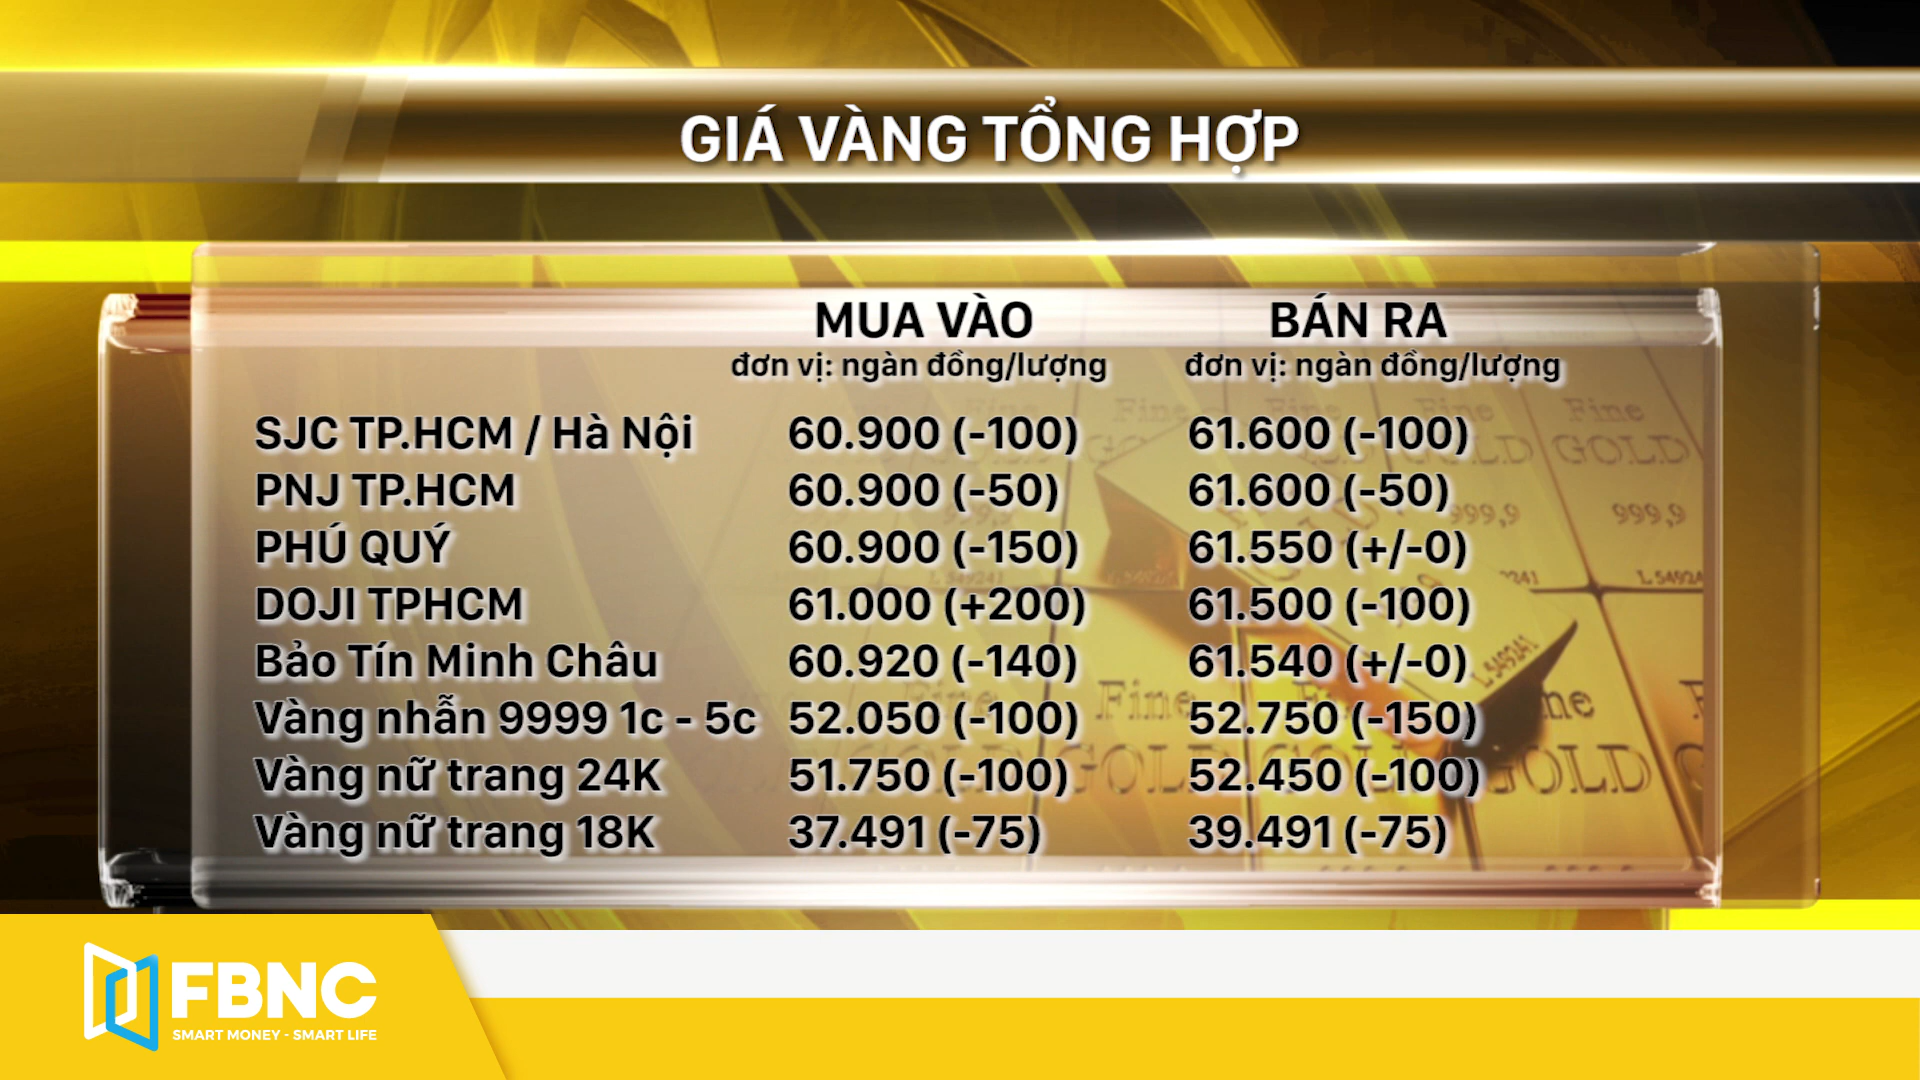 GIÁ VÀNG TỔNG HỢP
MUA VÀO BÁN RA
đơn vị: ngàn đồng/lượng đơn vị: ngàn đồng/lượng
SJC TP.HCM / Hà Nội 60.900 (-100) 61.600 (-100)
PNJ TP.HCM 60.900 (-50) 61.600 (-50)
PHÚ QUÝ 60.900 (-150) 61.550 (+/-0)
DOJI TPHCM 61.000 (+200) 61.500 (-100)
Bảo Tín Minh Châu 60.920 (-140) 61.540 (+/-0)
Vàng nhẫn 9999 1c - 5c 52.050 (-100) 52.750 (-150)
Vàng nữ trang 24K 51.750 (-100) 52.450 (-100)
Vàng nữ trang 18K 37.491 (-75) 39.491 (-75)
FBNC
SMART MONEY - SMART LIFE